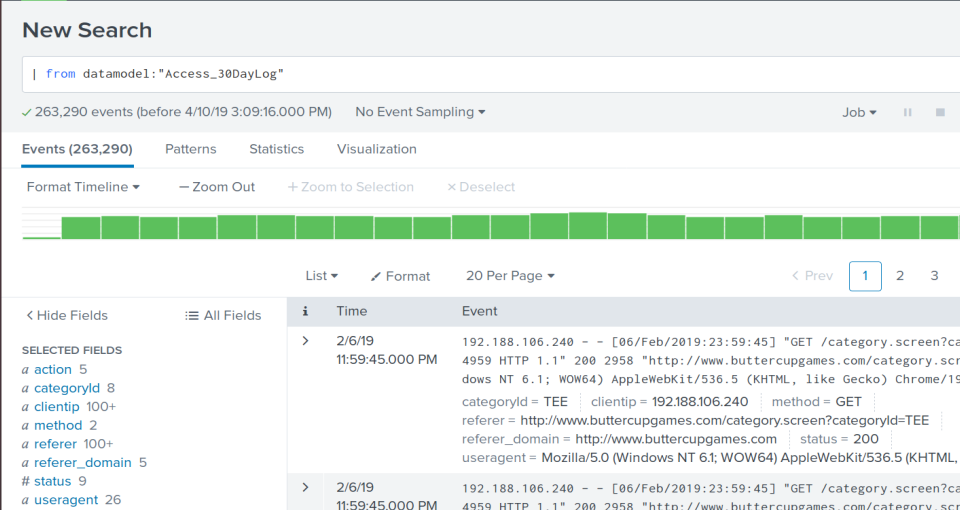 New Search
| from datamodel:"Access_30DayLog"
263,290 events (before 4/10/19 3:09:16.000 PM) No Event Sampling Job
Events (263,290) Patterns Statistics Visualization
Format Timeline — Zoom Out + Zoom to Selection × Deselect
List Format 20 Per Page < Prev 1 2 3
< Hide Fields All Fields
SELECTED FIELDS
a action 5
a categoryId 8
a clientip 100+
a method 2
a referer 100+
a referer_domain 5
# status 9
a useragent 26
i Time Event
> 2/6/19
11:59:45.000 PM
192.188.106.240 - - [06/Feb/2019:23:59:45] "GET /category.screen?ca
4959 HTTP 1.1" 200 2958 "http://www.buttercupgames.com/category.scr
dows NT 6.1; WOW64) AppleWebKit/536.5 (KHTML, like Gecko) Chrome/19
categoryId = TEE clientip = 192.188.106.240 method = GET
referer = http://www.buttercupgames.com/category.screen?categoryId=TEE
referer_domain = http://www.buttercupgames.com status = 200
useragent = Mozilla/5.0 (Windows NT 6.1; WOW64) AppleWebKit/536.5 (KHTML,
> 2/6/19
11:59:45.000 PM
192.188.106.240 - - [06/Feb/2019:23:59:45] "GET /category.screen?ca
4959 HTTP 1.1" 200 2958 "http://www.buttercupgames.com/category.scr